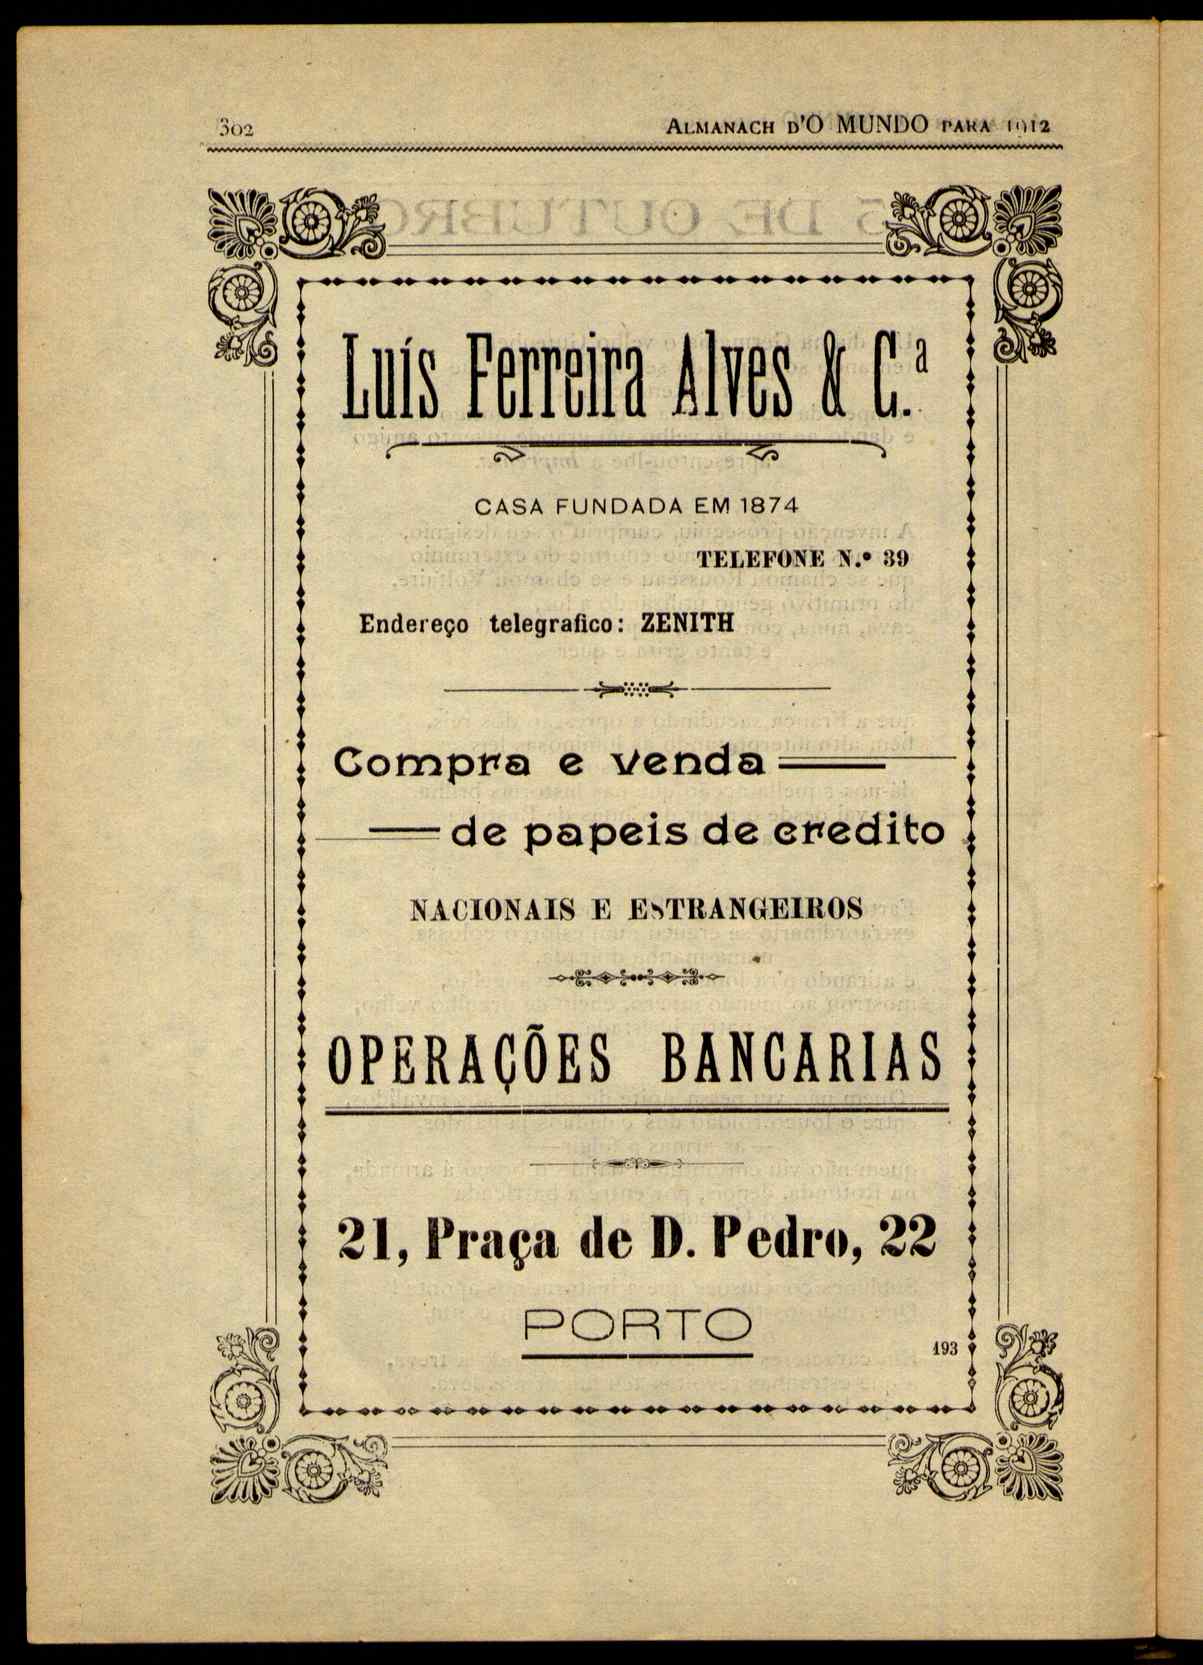 302
ALMANACH D'O MUNDO PARA 1912
Luís Ferreira Alves & C.ª
CASA FUNDADA EM 1874
TELEFONE N.º 39
Endereço telegrafico: ZENITH
Compra e venda
de papeis de credito
NACIONAIS E ESTRANGEIROS
OPERAÇÕES BANCARIAS
21, Praça de D. Pedro, 22
PORTO
193